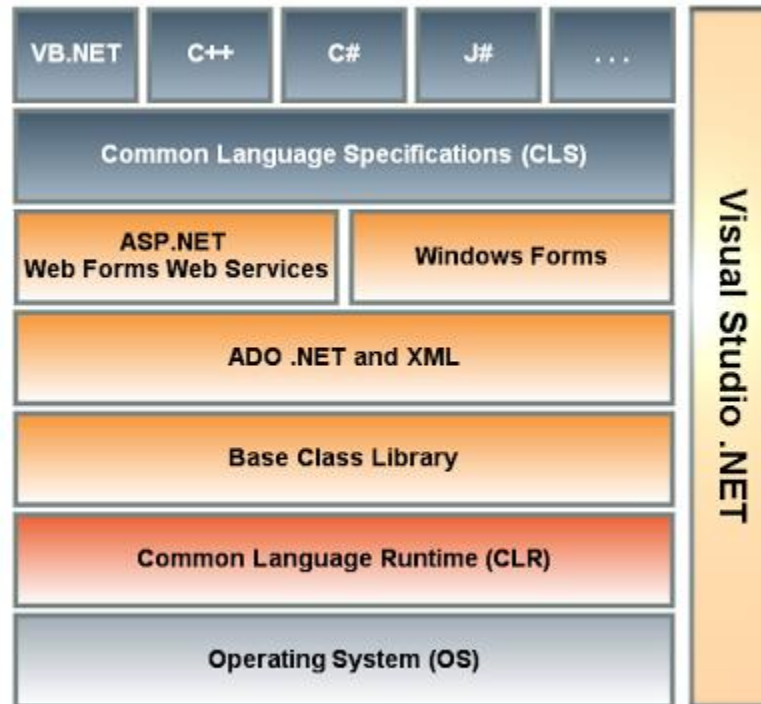 VB.NET
C++
C#
J#
...
Common Language Specifications (CLS)
ASP.NET
Web Forms Web Services
Windows Forms
ADO .NET and XML
Base Class Library
Common Language Runtime (CLR)
Operating System (OS)
Visual Studio .NET